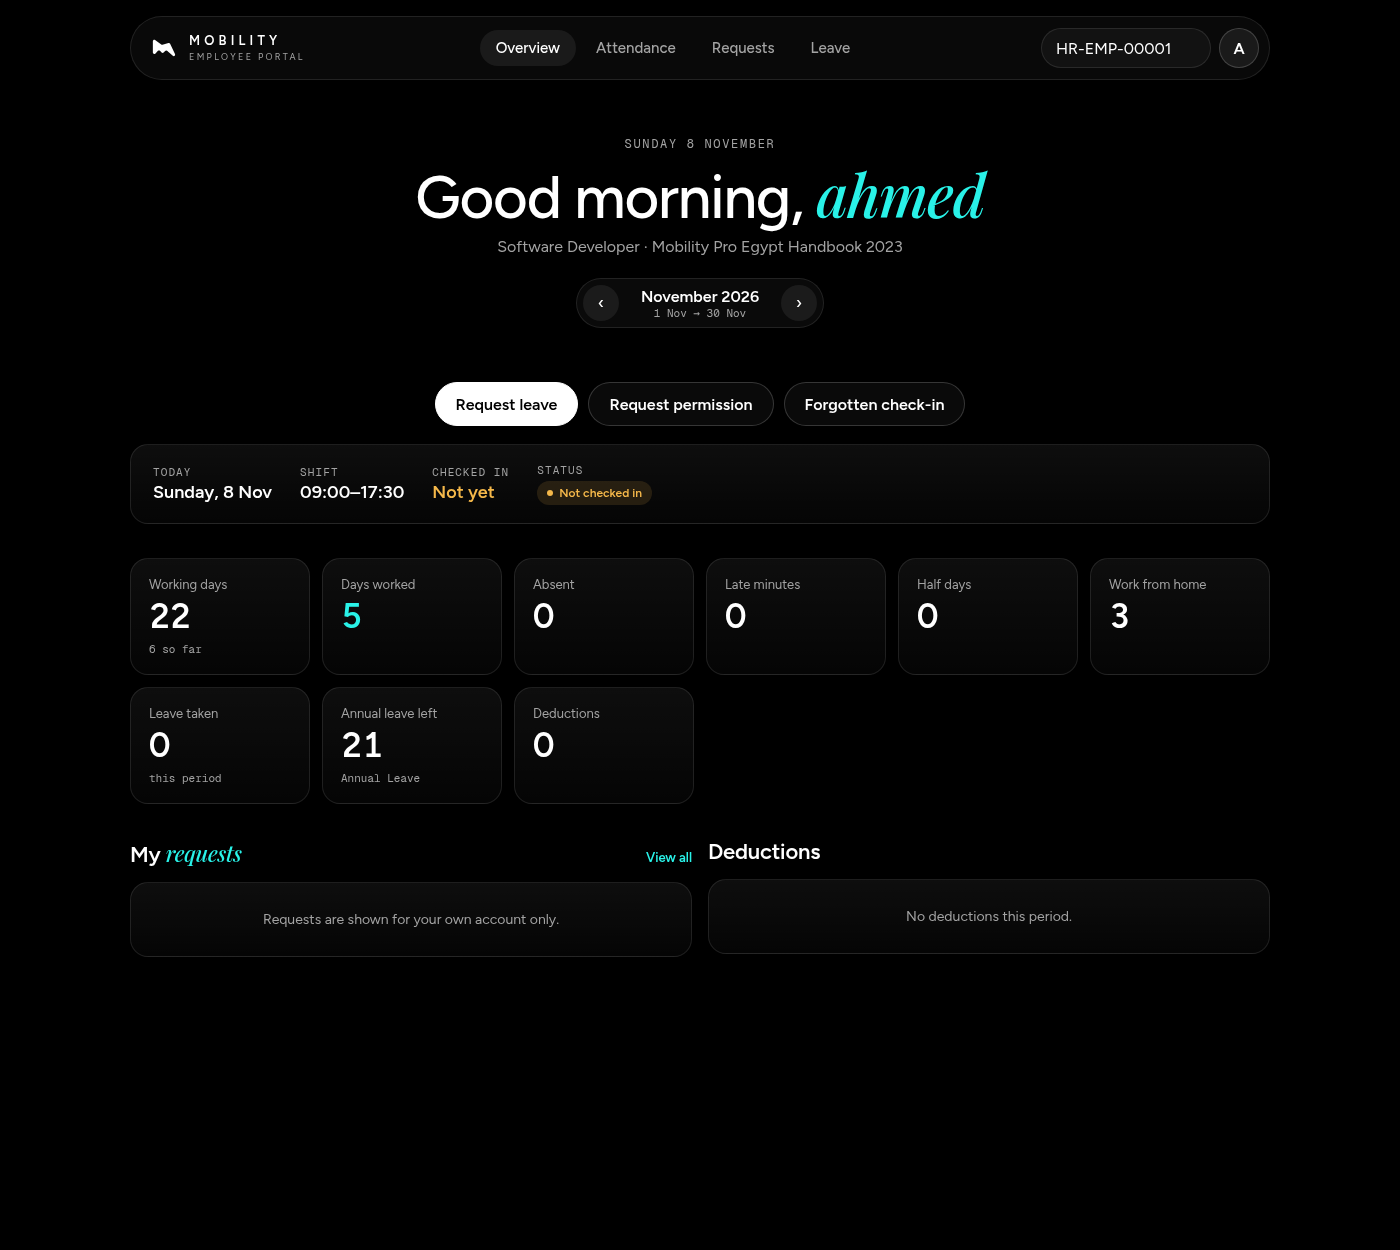 MOBILITY
EMPLOYEE PORTAL
Overview
Attendance
Requests
Leave
HR-EMP-00001
A
SUNDAY 8 NOVEMBER
Good morning, ahmed
Software Developer · Mobility Pro Egypt Handbook 2023
‹
November 2026
1 Nov → 30 Nov
›
Request leave
Request permission
Forgotten check-in
TODAY
Sunday, 8 Nov
SHIFT
09:00–17:30
CHECKED IN
Not yet
STATUS
Not checked in
Working days
22
6 so far
Days worked
5
Absent
0
Late minutes
0
Half days
0
Work from home
3
Leave taken
0
this period
Annual leave left
21
Annual Leave
Deductions
0
My requests
View all
Requests are shown for your own account only.
Deductions
No deductions this period.